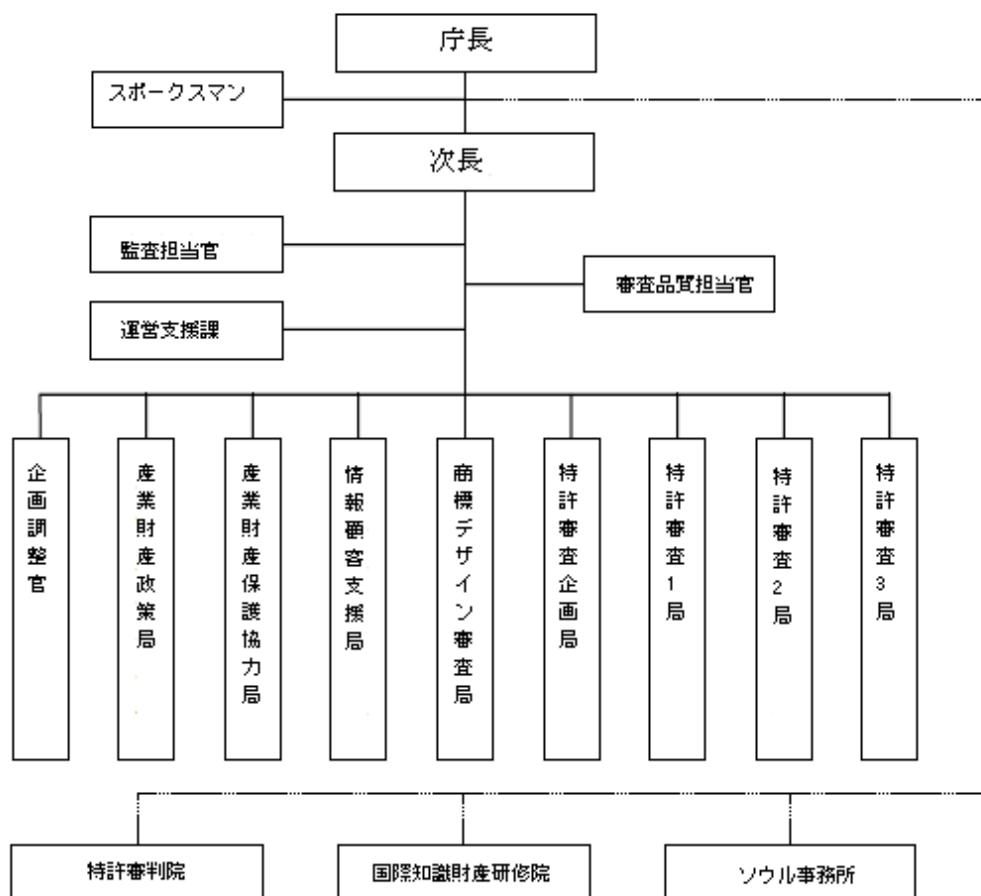 庁長
スポークスマン
次長
監査担当官
審査品質担当官
運営支援課
企画調整官
産業財産政策局
産業財産保護協力局
情報顧客支援局
商標デザイン審査局
特許審査企画局
特許審査1局
特許審査2局
特許審査3局
特許審判院
国際知識財産研修院
ソウル事務所